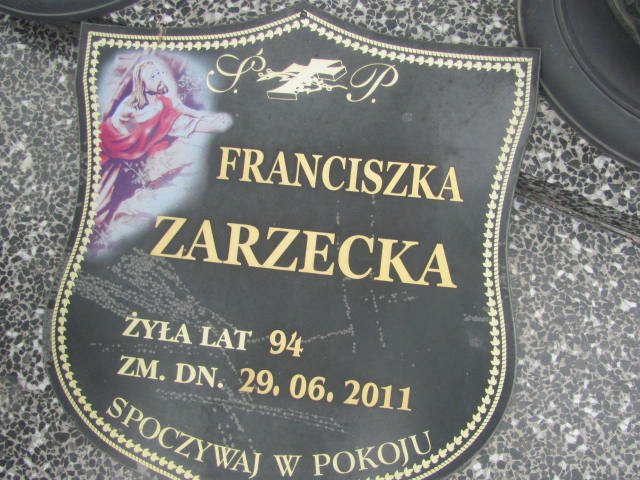 Ś. P.
FRANCISZKA
ZARZECKA
ŻYŁA LAT 94
ZM. DN. 29. 06. 2011
SPOCZYWAJ W POKOJU